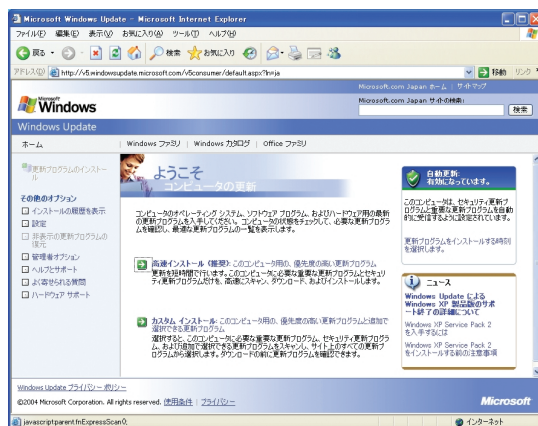 Microsoft Windows Update - Microsoft Internet Explorer
ファイル(F) 編集(E) 表示(V) お気に入り(A) ツール(T) ヘルプ(H)
戻る 検索 お気に入り
アドレス(D) http://v5.windowsupdate.microsoft.com/v5consumer/default.aspx?ln=ja 移動 リンク
Microsoft.com Japan ホーム | サイトマップ
Microsoft Windows
Microsoft.com Japan サイトの検索:
検索
Windows Update
ホーム | Windows ファミリ | Windows カタログ | Office ファミリ
更新プログラムのインストール
その他のオプション
インストールの履歴を表示
設定
非表示の更新プログラムの復元
管理者オプション
ヘルプとサポート
よく寄せられる質問
ハードウェア サポート
ようこそ
コンピュータの更新
コンピュータのオペレーティング システム、ソフトウェア プログラム、およびハードウェア用の最新
の更新プログラムを入手してください。コンピュータの状態をチェックして、必要な更新プログラ
ムを確認し、最適な更新プログラムの一覧を表示します。
高速インストール (推奨): このコンピュータ用の、優先度の高い更新プログラム
更新を短時間で行います。このコンピュータに必要な重要な更新プログラムとセキュリ
ティ更新プログラムだけを、高速にスキャン、ダウンロード、およびインストールします。
カスタム インストール: このコンピュータ用の、優先度の高い更新プログラムと追加で
選択できる更新プログラム
選択すると、このコンピュータに必要な重要な更新プログラム、セキュリティ更新プログラ
ム、および追加で選択できる更新プログラムをスキャンし、サイト上のすべての更新プ
ログラムから選択します。ダウンロードの前に更新プログラムを確認できます。
自動更新:
有効になっています。
このコンピュータは、セキュリティ更新プ
ログラムと重要な更新プログラムを自動
的に受信するように設定されています。
更新プログラムをインストールする時刻
を選択します。
ニュース
Windows Update による
Windows XP 製品版のサポ
ート終了の詳細について
Windows XP Service Pack 2
を入手するには
Windows XP Service Pack 2
をインストールする前の注意事項
Windows Update プライバシー ポリシー
©2004 Microsoft Corporation. All rights reserved. 使用条件 | プライバシー
Microsoft
javascript:parent.fnExpressScan(); インターネット